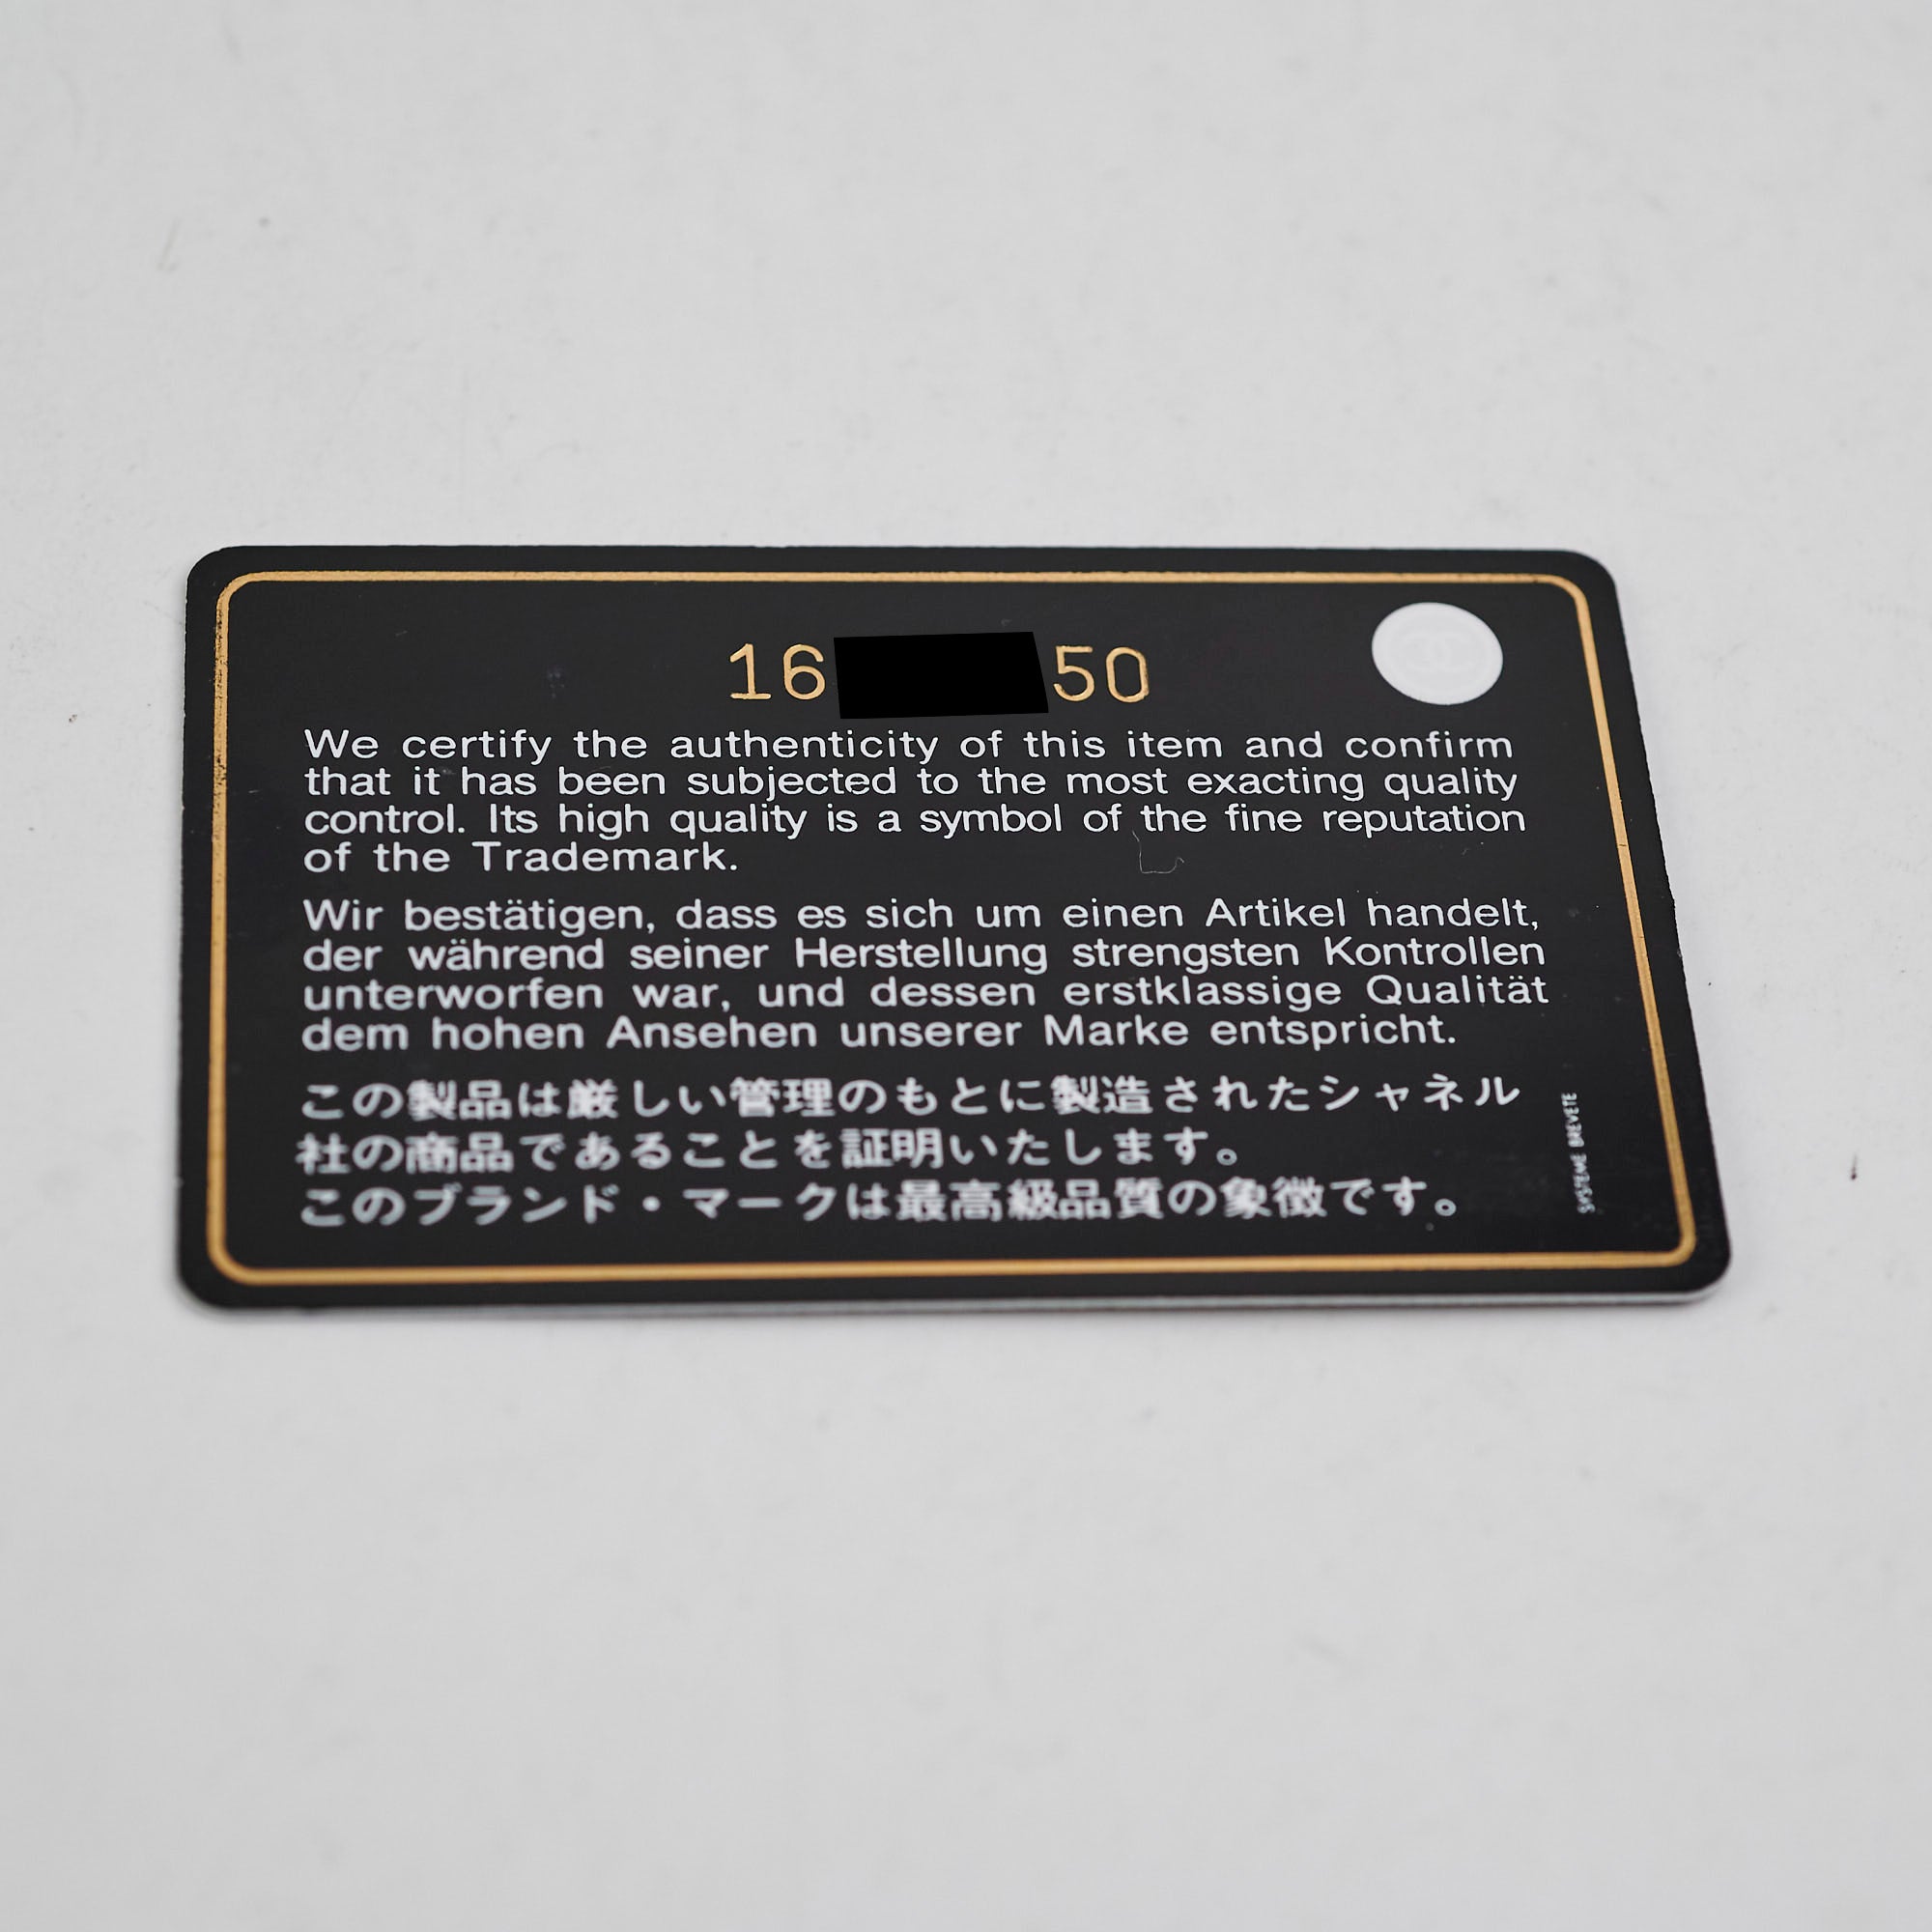 16 50
We certify the authenticity of this item and confirm
that it has been subjected to the most exacting quality
control. Its high quality is a symbol of the fine reputation
of the Trademark.
Wir bestätigen, dass es sich um einen Artikel handelt,
der während seiner Herstellung strengsten Kontrollen
unterworfen war, und dessen erstklassige Qualität
dem hohen Ansehen unserer Marke entspricht.
この製品は厳しい管理のもとに製造されたシャネル
社の商品であることを証明いたします。
このブランド・マークは最高級品質の象徴です。
SYSTEME BREVETE